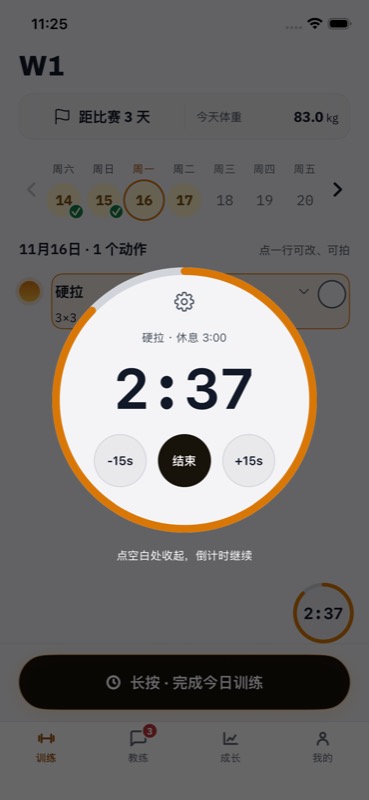 11:25
W1
距比赛 3 天 今天体重 83.0 kg
周六 周日 周一 周二 周三 周四 周五
14 15 16 17 18 19 20
11月16日 · 1 个动作 点一行可改、可拍
硬拉
3×3
硬拉 · 休息 3:00
2:37
-15s 结束 +15s
点空白处收起，倒计时继续
2:37
长按 · 完成今日训练
3
训练 教练 成长 我的